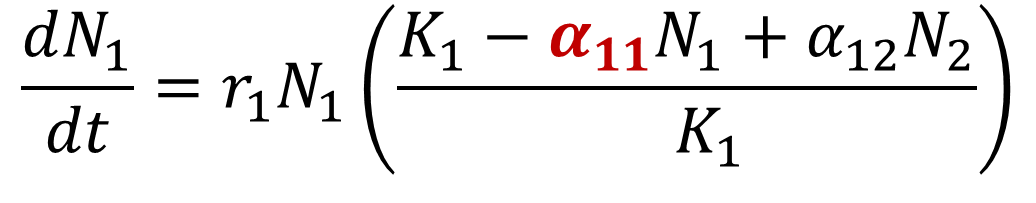 dN₁/dt = r₁N₁ ((K₁ − α₁₁N₁ + α₁₂N₂)/K₁)